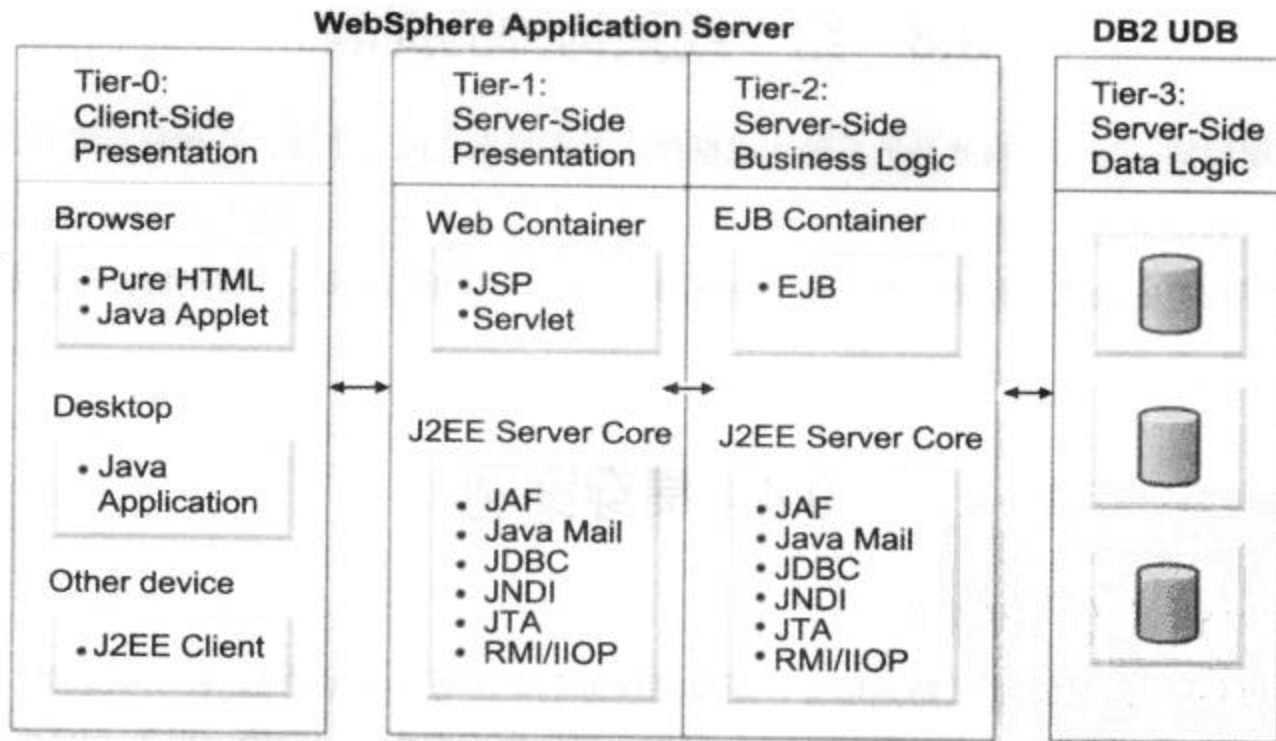 WebSphere Application Server
DB2 UDB
Tier-0:
Client-Side
Presentation
Browser
• Pure HTML
• Java Applet
Desktop
• Java
Application
Other device
• J2EE Client
Tier-1:
Server-Side
Presentation
Web Container
• JSP
• Servlet
J2EE Server Core
• JAF
• Java Mail
• JDBC
• JNDI
• JTA
• RMI/IIOP
Tier-2:
Server-Side
Business Logic
EJB Container
• EJB
J2EE Server Core
• JAF
• Java Mail
• JDBC
• JNDI
• JTA
• RMI/IIOP
Tier-3:
Server-Side
Data Logic